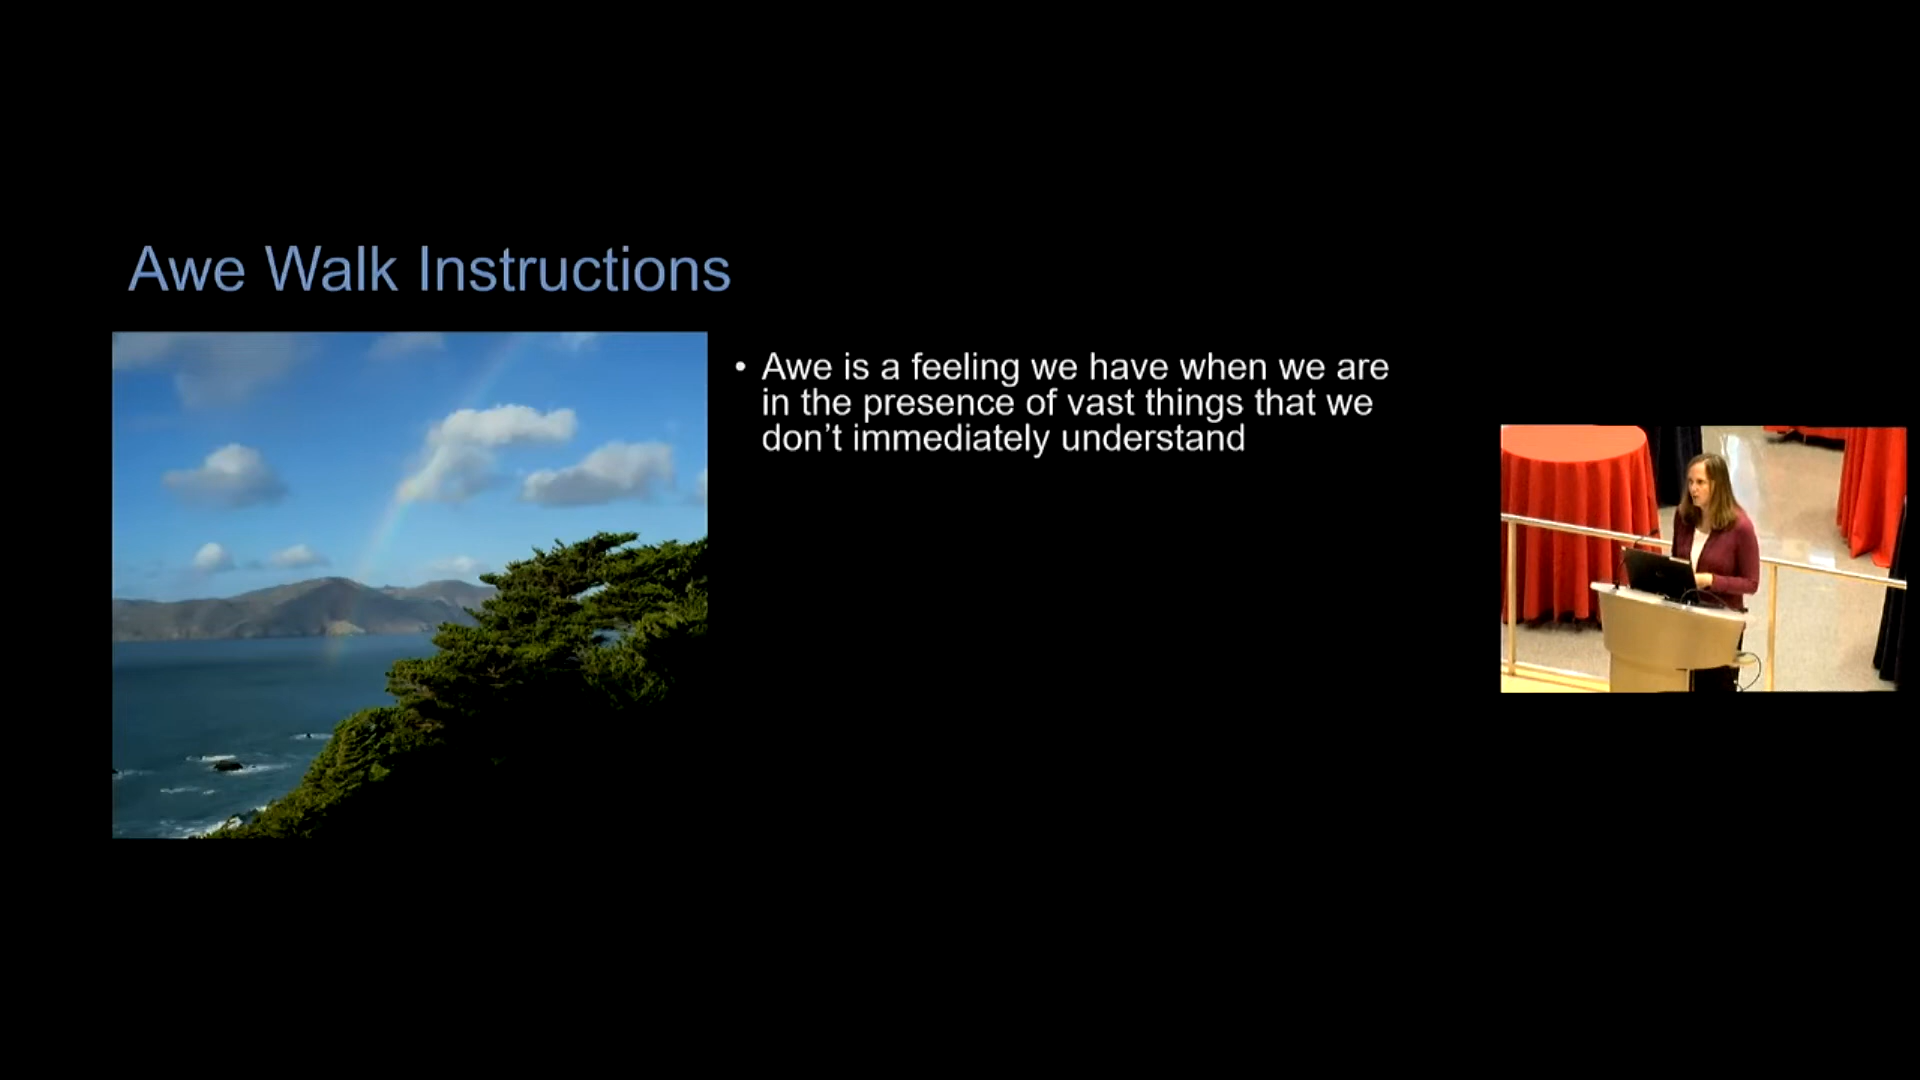 Awe Walk Instructions
• Awe is a feeling we have when we are
in the presence of vast things that we
don’t immediately understand